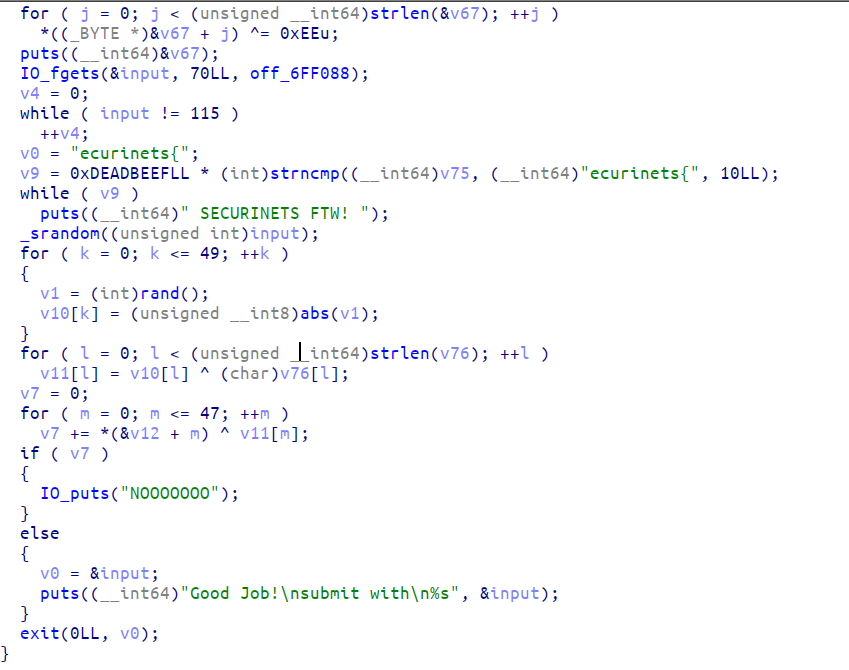 for ( j = 0; j < (unsigned __int64)strlen(&v67); ++j )
*((_BYTE *)&v67 + j) ^= 0xEEu;
puts((__int64)&v67);
IO_fgets(&input, 70LL, off_6FF088);
v4 = 0;
while ( input != 115 )
++v4;
v0 = "ecurinets{";
v9 = 0xDEADBEEFLL * (int)strncmp((__int64)v75, (__int64)"ecurinets{", 10LL);
while ( v9 )
puts((__int64)" SECURINETS FTW! ");
_srandom((unsigned int)input);
for ( k = 0; k <= 49; ++k )
{
v1 = (int)rand();
v10[k] = (unsigned __int8)abs(v1);
}
for ( l = 0; l < (unsigned __int64)strlen(v76); ++l )
v11[l] = v10[l] ^ (char)v76[l];
v7 = 0;
for ( m = 0; m <= 47; ++m )
v7 += *(&v12 + m) ^ v11[m];
if ( v7 )
{
IO_puts("NOOOOOOO");
}
else
{
v0 = &input;
puts((__int64)"Good Job!\nsubmit with\n%s", &input);
}
exit(0LL, v0);
}